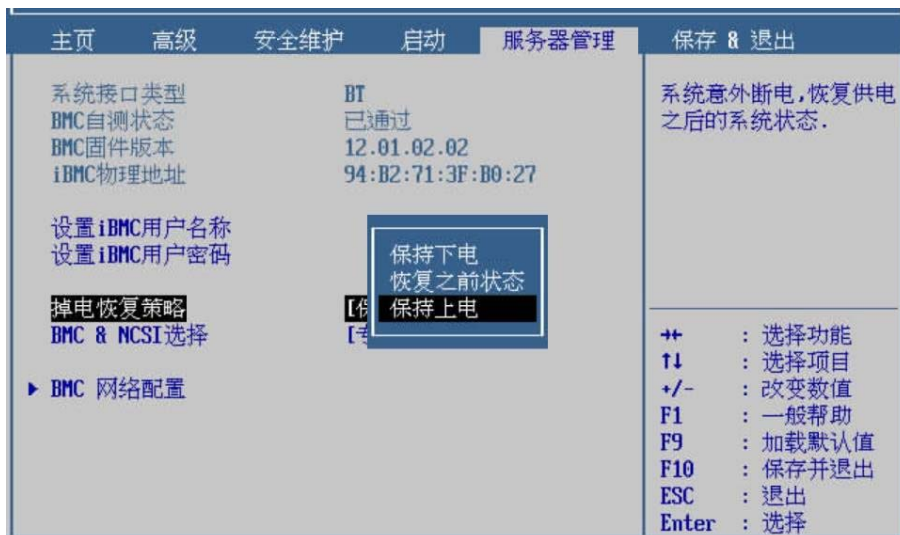 主页 高级 安全维护 启动 服务器管理 保存 & 退出
系统接口类型 BT
BMC自测状态 已通过
BMC固件版本 12.01.02.02
iBMC物理地址 94:B2:71:3F:B0:27
设置iBMC用户名称
设置iBMC用户密码
掉电恢复策略
BMC & NCSI选择
BMC 网络配置
保持下电
恢复之前状态
保持上电
系统意外断电,恢复供电
之后的系统状态.
→← : 选择功能
↑↓ : 选择项目
+/- : 改变数值
F1 : 一般帮助
F9 : 加载默认值
F10 : 保存并退出
ESC : 退出
Enter : 选择